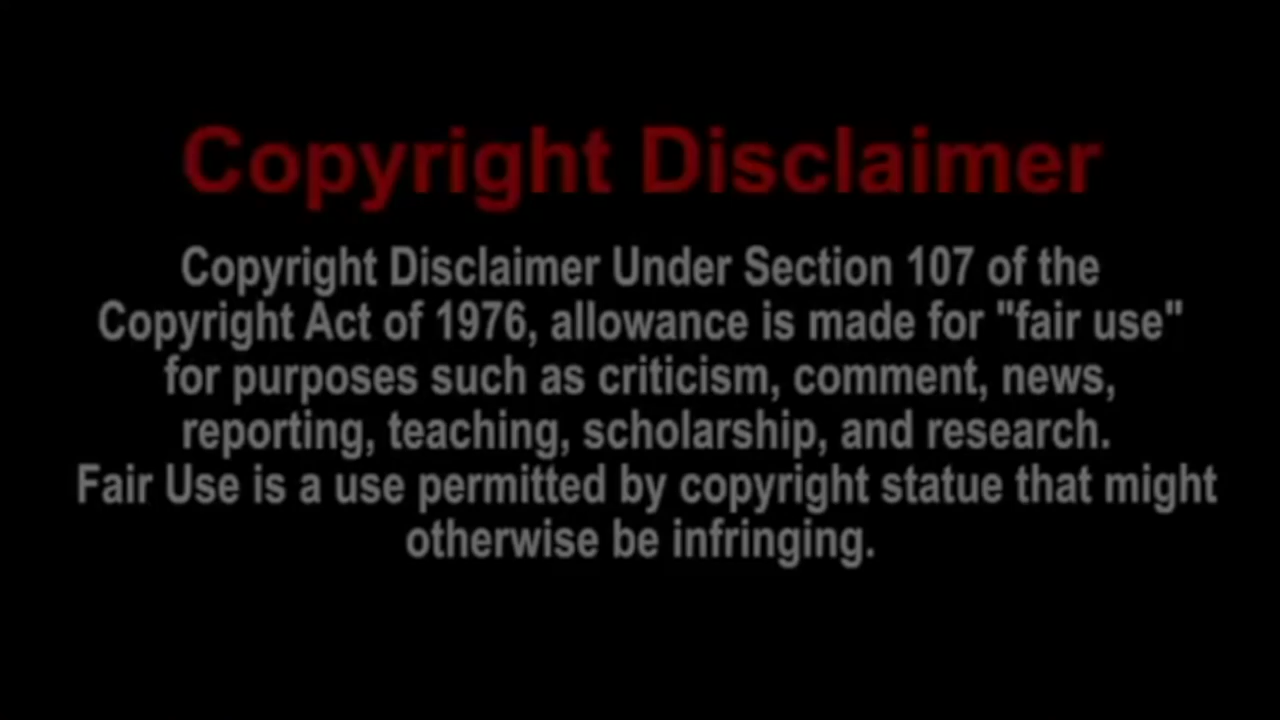 Copyright Disclaimer
Copyright Disclaimer Under Section 107 of the
Copyright Act of 1976, allowance is made for "fair use"
for purposes such as criticism, comment, news,
reporting, teaching, scholarship, and research.
Fair Use is a use permitted by copyright statue that might
otherwise be infringing.